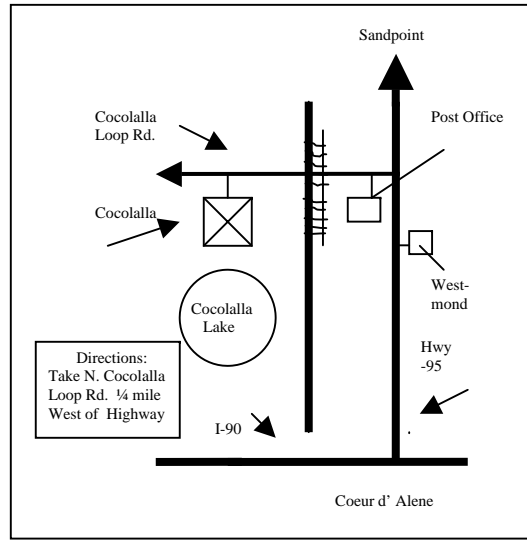 Sandpoint
Cocolalla
Loop Rd.
Post Office
Cocolalla
West-
mond
Cocolalla
Lake
Directions:
Take N. Cocolalla
Loop Rd. ¼ mile
West of Highway
Hwy
-95
I-90
Coeur d’ Alene